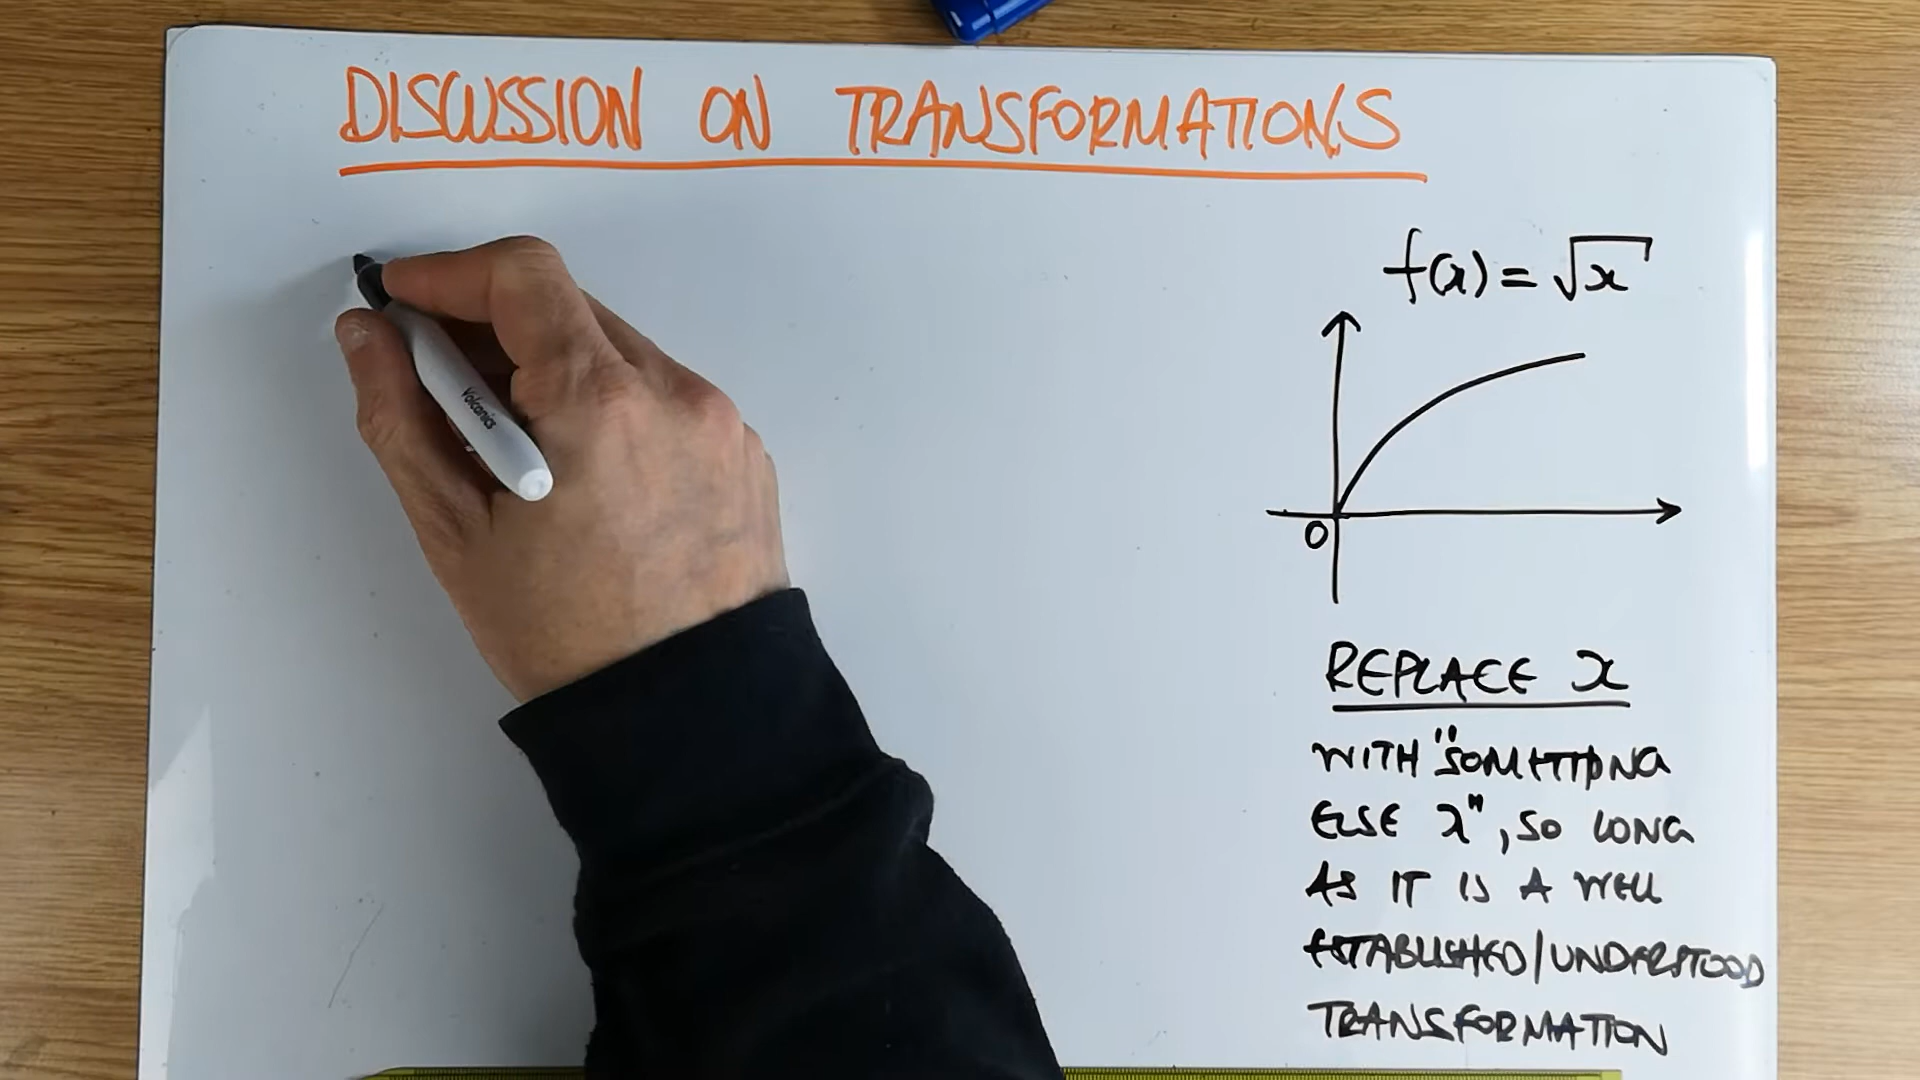 DISCUSSION ON TRANSFORMATIONS
f(x) = √x
Volcanics
0
REPLACE x
WITH "SOMETHING
ELSE x", SO LONG
AS IT IS A WELL
ESTABLISHED/UNDERSTOOD
TRANSFORMATION